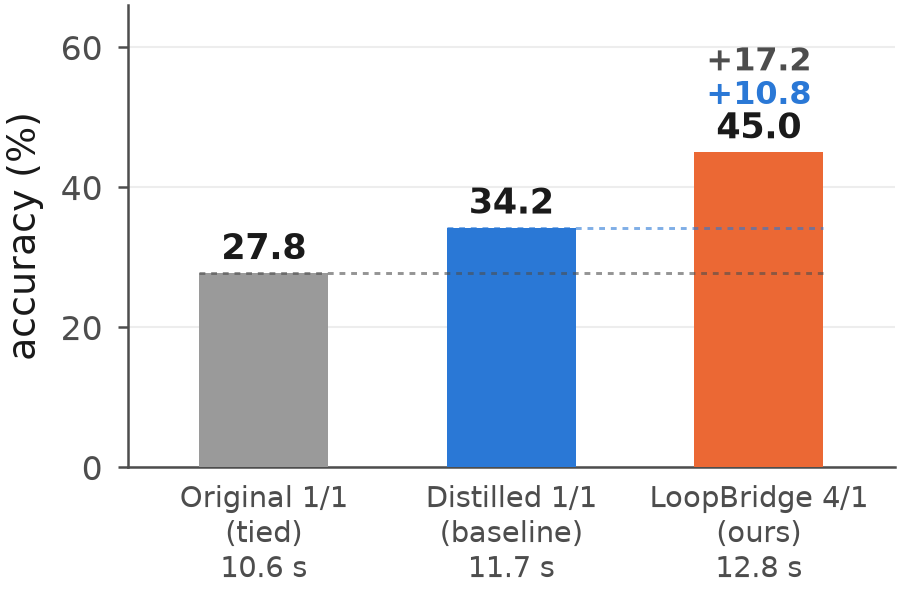 accuracy (%)
60
40
20
0
27.8
34.2
+17.2
+10.8
45.0
Original 1/1
(tied)
10.6 s
Distilled 1/1
(baseline)
11.7 s
LoopBridge 4/1
(ours)
12.8 s